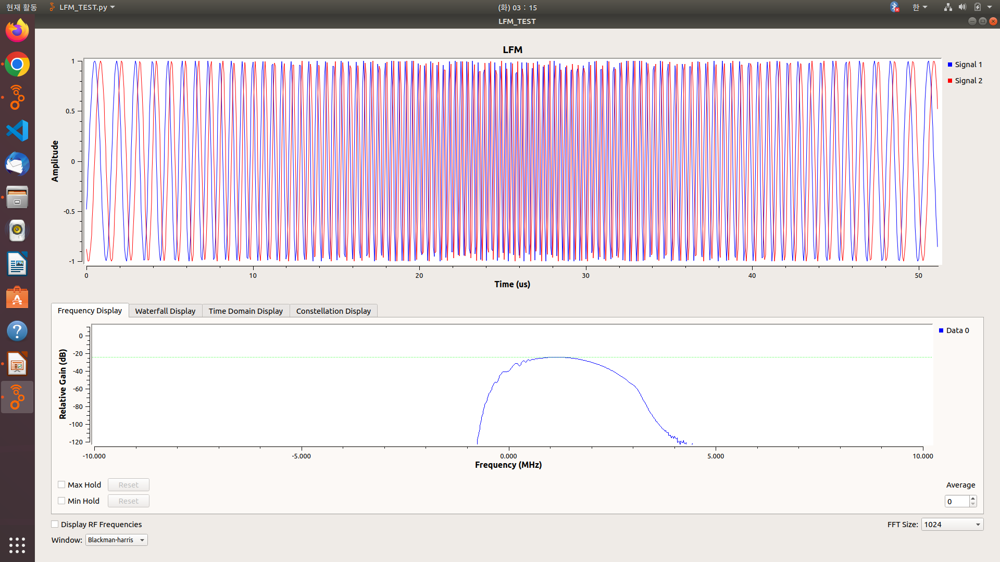 현재 활동 LFM_TEST.py (화) 03 : 15 한
LFM_TEST
LFM
Signal 1
Signal 2
Amplitude
1
0.5
0
-0.5
-1
0 10 20 30 40 50
Time (us)
Frequency Display Waterfall Display Time Domain Display Constellation Display
Data 0
Relative Gain (dB)
0
-20
-40
-60
-80
-100
-120
-10.000 -5.000 0.000 5.000 10.000
Frequency (MHz)
Max Hold Reset Average
Min Hold Reset 0
Display RF Frequencies FFT Size: 1024
Window: Blackman-harris